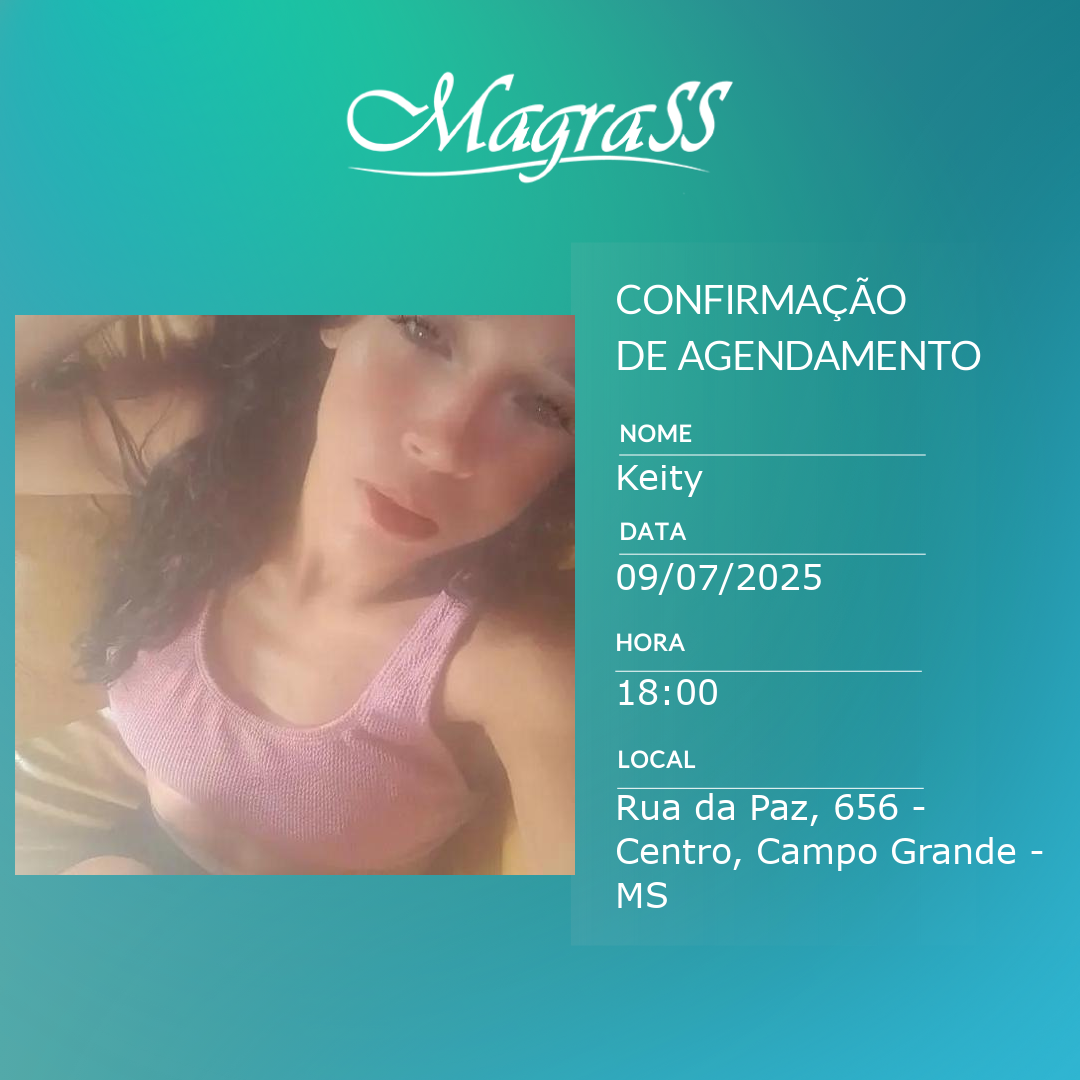 MagraSS
CONFIRMAÇÃO
DE AGENDAMENTO
NOME
Keity
DATA
09/07/2025
HORA
18:00
LOCAL
Rua da Paz, 656 -
Centro, Campo Grande -
MS